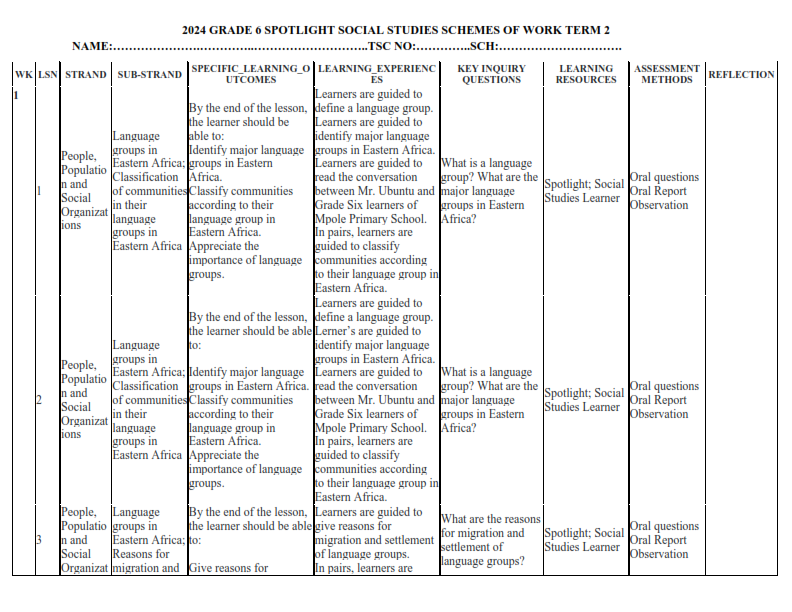 2024 GRADE 6 SPOTLIGHT SOCIAL STUDIES SCHEMES OF WORK TERM 2
NAME:…………………………………………………………..TSC NO:…………..SCH:………………………….
WK
LSN
STRAND
SUB-STRAND
SPECIFIC_LEARNING_O
UTCOMES
LEARNING_EXPERIENC
ES
KEY INQUIRY
QUESTIONS
LEARNING
RESOURCES
ASSESSMENT
METHODS
REFLECTION
1
1
People,
Populatio
n and
Social
Organizat
ions
Language
groups in
Eastern Africa;
Classification
of communities
in their
language
groups in
Eastern Africa
By the end of the lesson,
the learner should be
able to:
Identify major language
groups in Eastern
Africa.
Classify communities
according to their
language group in
Eastern Africa.
Appreciate the
importance of language
groups.
Learners are guided to
define a language group.
Learners are guided to
identify major language
groups in Eastern Africa.
Learners are guided to
read the conversation
between Mr. Ubuntu and
Grade Six learners of
Mpole Primary School.
In pairs, learners are
guided to classify
communities according
to their language group in
Eastern Africa.
What is a language
group? What are the
major language
groups in Eastern
Africa?
Spotlight; Social
Studies Learner
Oral questions
Oral Report
Observation
2
People,
Populatio
n and
Social
Organizat
ions
Language
groups in
Eastern Africa;
Classification
of communities
in their
language
groups in
Eastern Africa
By the end of the lesson,
the learner should be able
to:
Identify major language
groups in Eastern Africa.
Classify communities
according to their
language group in
Eastern Africa.
Appreciate the
importance of language
groups.
Learners are guided to
define a language group.
Lerner’s are guided to
identify major language
groups in Eastern Africa.
Learners are guided to
read the conversation
between Mr. Ubuntu and
Grade Six learners of
Mpole Primary School.
In pairs, learners are
guided to classify
communities according
to their language group in
Eastern Africa.
What is a language
group? What are the
major language
groups in Eastern
Africa?
Spotlight; Social
Studies Learner
Oral questions
Oral Report
Observation
3
People,
Populatio
n and
Social
Organizat
Language
groups in
Eastern Africa;
Reasons for
migration and
By the end of the lesson,
the learner should be able
to:
Give reasons for
Learners are guided to
give reasons for
migration and settlement
of language groups.
In pairs, learners are
What are the reasons
for migration and
settlement of
language groups?
Spotlight; Social
Studies Learner
Oral questions
Oral Report
Observation